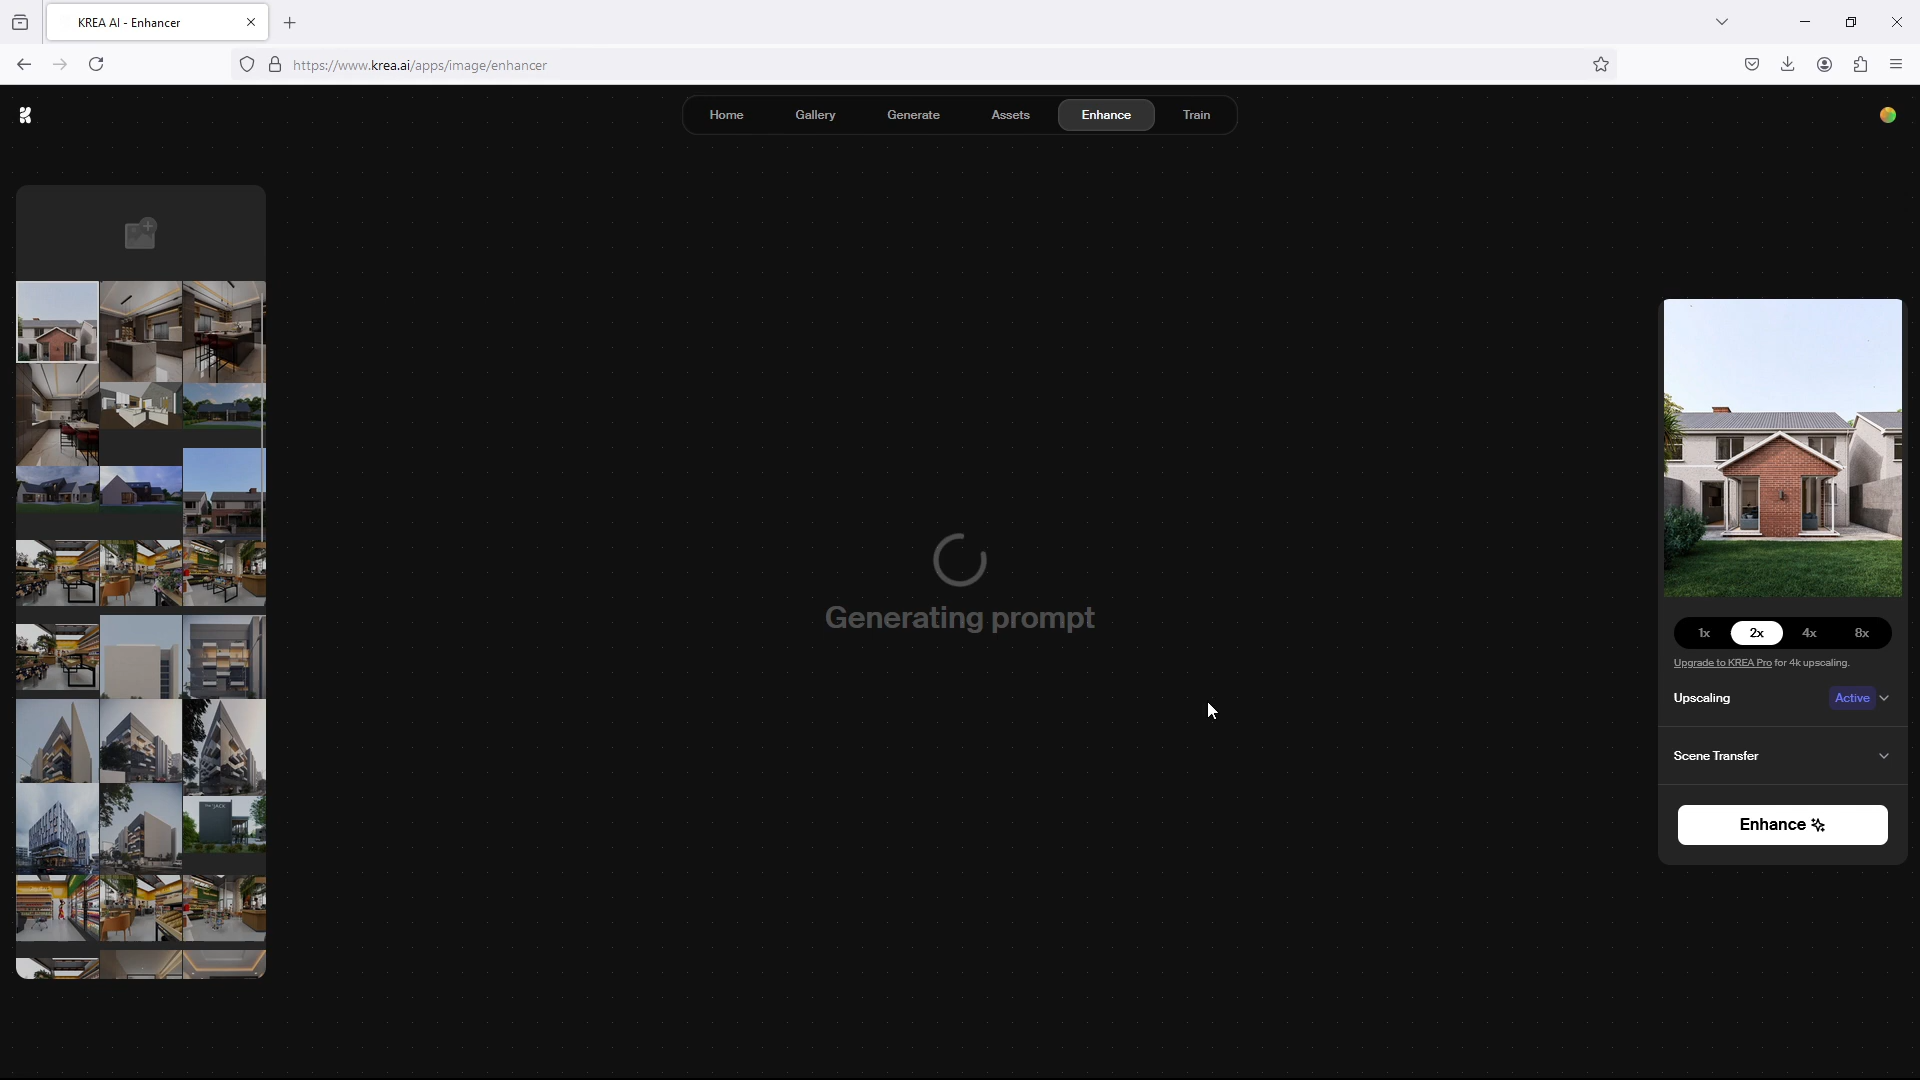 KREA AI - Enhancer
https://www.krea.ai/apps/image/enhancer
Home
Gallery
Generate
Assets
Enhance
Train
Generating prompt
1x
2x
4x
8x
Upgrade to KREA Pro for 4k upscaling.
Upscaling
Active
Scene Transfer
Enhance